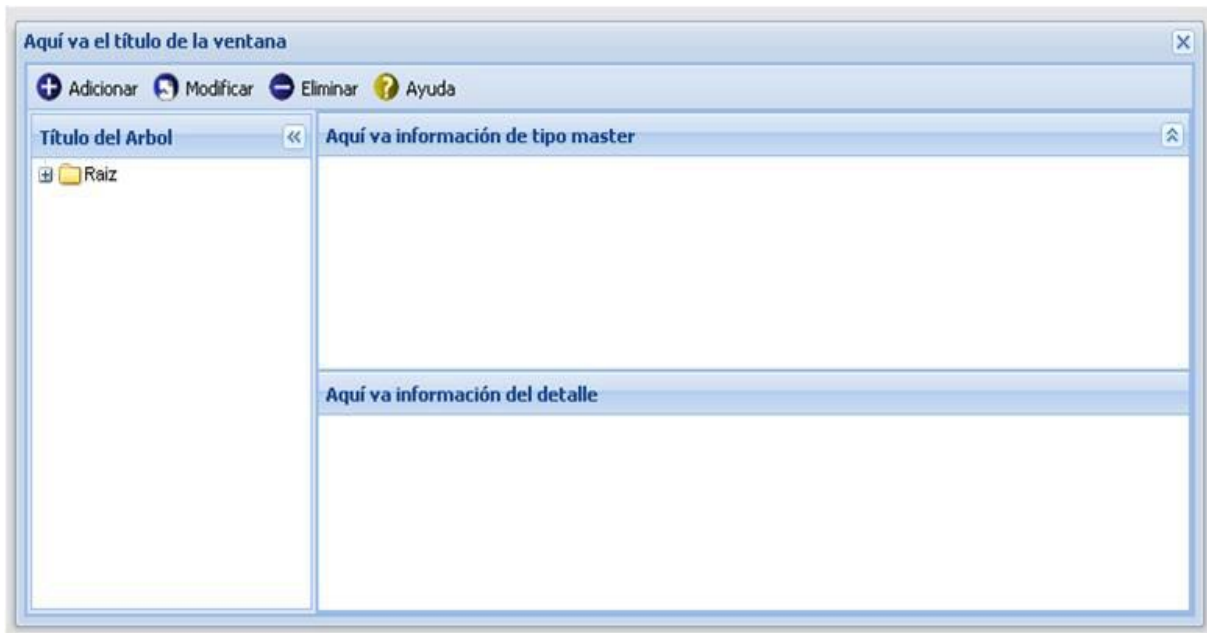 Aquí va el título de la ventana
Adicionar Modificar Eliminar Ayuda
Título del Arbol
Raiz
Aquí va información de tipo master
Aquí va información del detalle